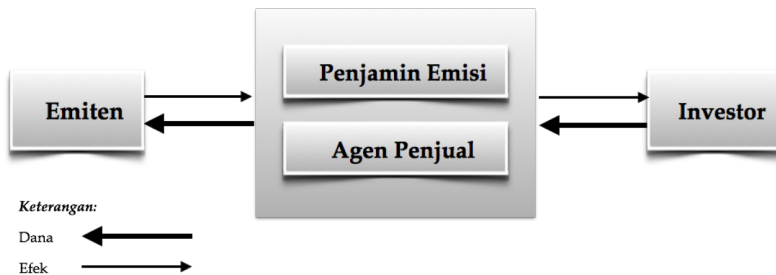 Emiten
Penjamin Emisi
Agen Penjual
Investor
Keterangan:
Dana
Efek